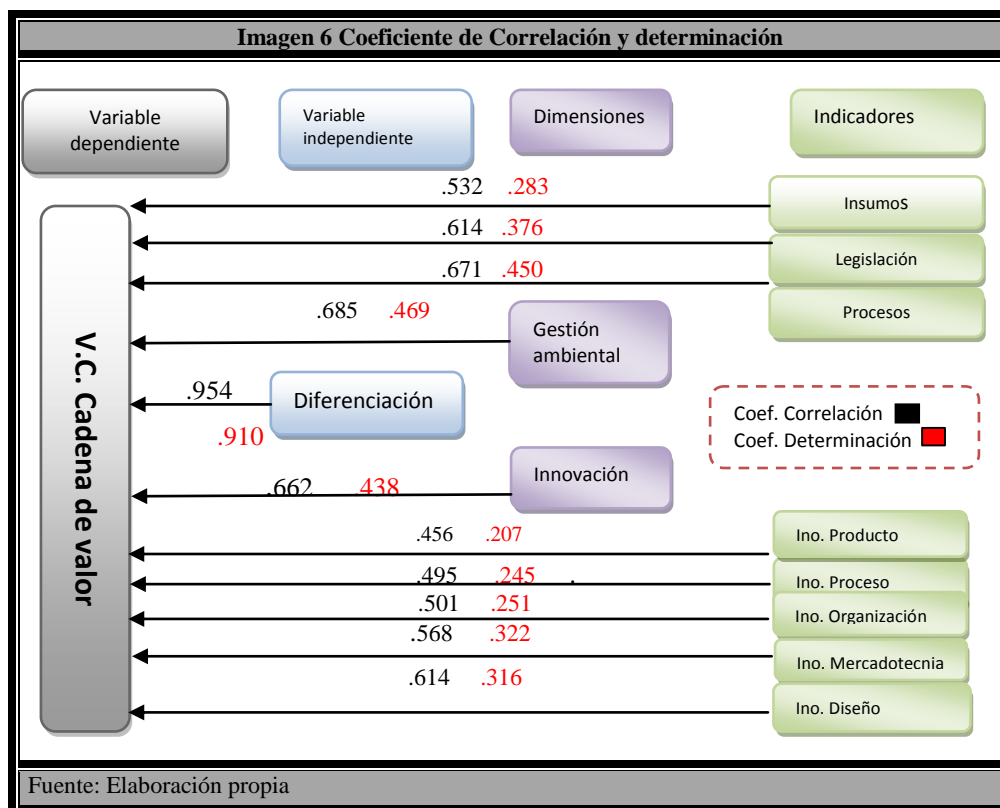 Imagen 6 Coeficiente de Correlación y determinación
Variable
dependiente
Variable
independiente
Dimensiones
Indicadores
.532 .283
Insumos
.614 .376
Legislación
.671 .450
Procesos
.685 .469
Gestión
ambiental
V.C. Cadena de valor
.954
Diferenciación
.910
Coef. Correlación
Coef. Determinación
.662 .438
Innovación
.456 .207
Ino. Producto
.495 .245 .
Ino. Proceso
.501 .251
Ino. Organización
.568 .322
Ino. Mercadotecnia
.614 .316
Ino. Diseño
Fuente: Elaboración propia